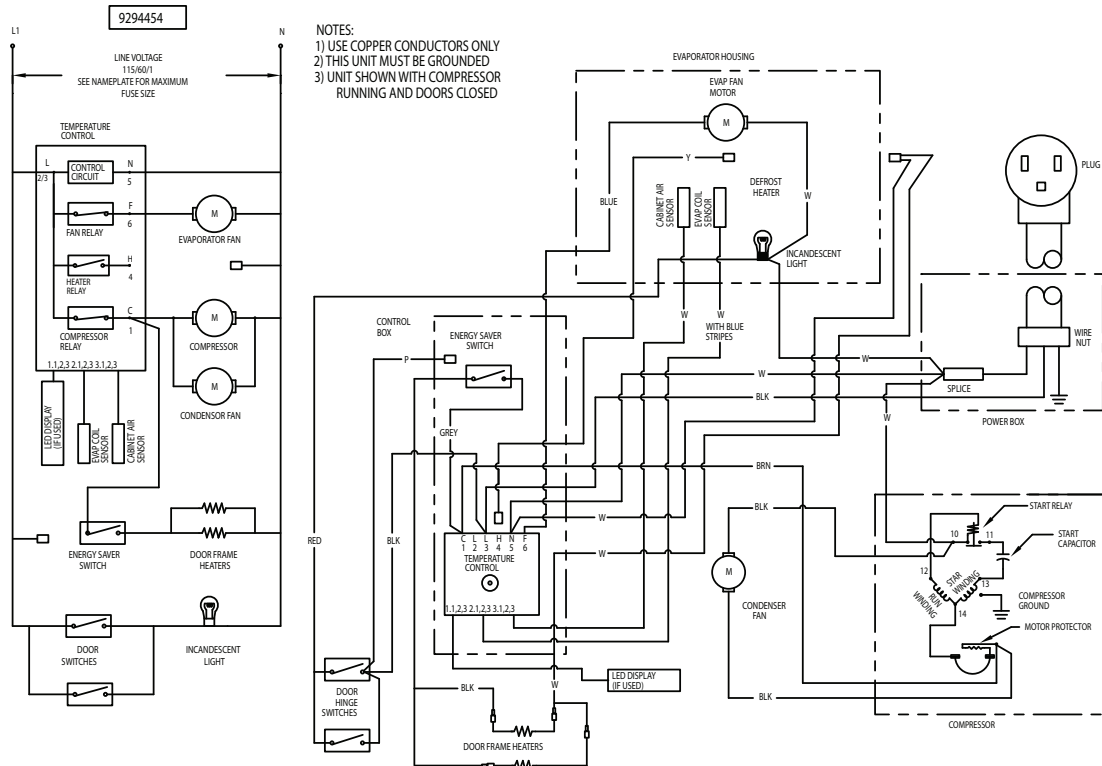 9294454
L1
N
NOTES:
1) USE COPPER CONDUCTORS ONLY
2) THIS UNIT MUST BE GROUNDED
3) UNIT SHOWN WITH COMPRESSOR
RUNNING AND DOORS CLOSED
LINE VOLTAGE
115/60/1
SEE NAMEPLATE FOR MAXIMUM
FUSE SIZE
TEMPERATURE
CONTROL
L
2/3
CONTROL
CIRCUIT
N
5
FAN RELAY
F
6
M
EVAPORATOR FAN
HEATER
RELAY
H
4
COMPRESSOR
RELAY
C
1
M
COMPRESSOR
M
CONDENSOR FAN
1.1,2,3 2.1,2,3 3.1,2,3
LED DISPLAY
(IF USED)
EVAP COIL
SENSOR
CABINET AIR
SENSOR
ENERGY SAVER
SWITCH
DOOR FRAME
HEATERS
DOOR
SWITCHES
INCANDESCENT
LIGHT
EVAPORATOR HOUSING
EVAP FAN
MOTOR
M
Y
BLUE
CABINET AIR
SENSOR
EVAP COIL
SENSOR
DEFROST
HEATER
W
INCANDESCENT
LIGHT
W
W
WITH BLUE
STRIPES
PLUG
WIRE
NUT
SPLICE
POWER BOX
W
W
BLK
W
CONTROL
BOX
ENERGY SAVER
SWITCH
P
GREY
RED
BLK
BRN
W
W
C L L H N F
1 2 3 4 5 6
TEMPERATURE
CONTROL
1.1,2,3 2.1,2,3 3.1,2,3
BLK
M
CONDENSER
FAN
BLK
START RELAY
10
11
START
CAPACITOR
12
STAR
WINDING
13
RUN
WINDING
14
COMPRESSOR
GROUND
MOTOR PROTECTOR
COMPRESSOR
DOOR
HINGE
SWITCHES
LED DISPLAY
(IF USED)
BLK
W
DOOR FRAME HEATERS